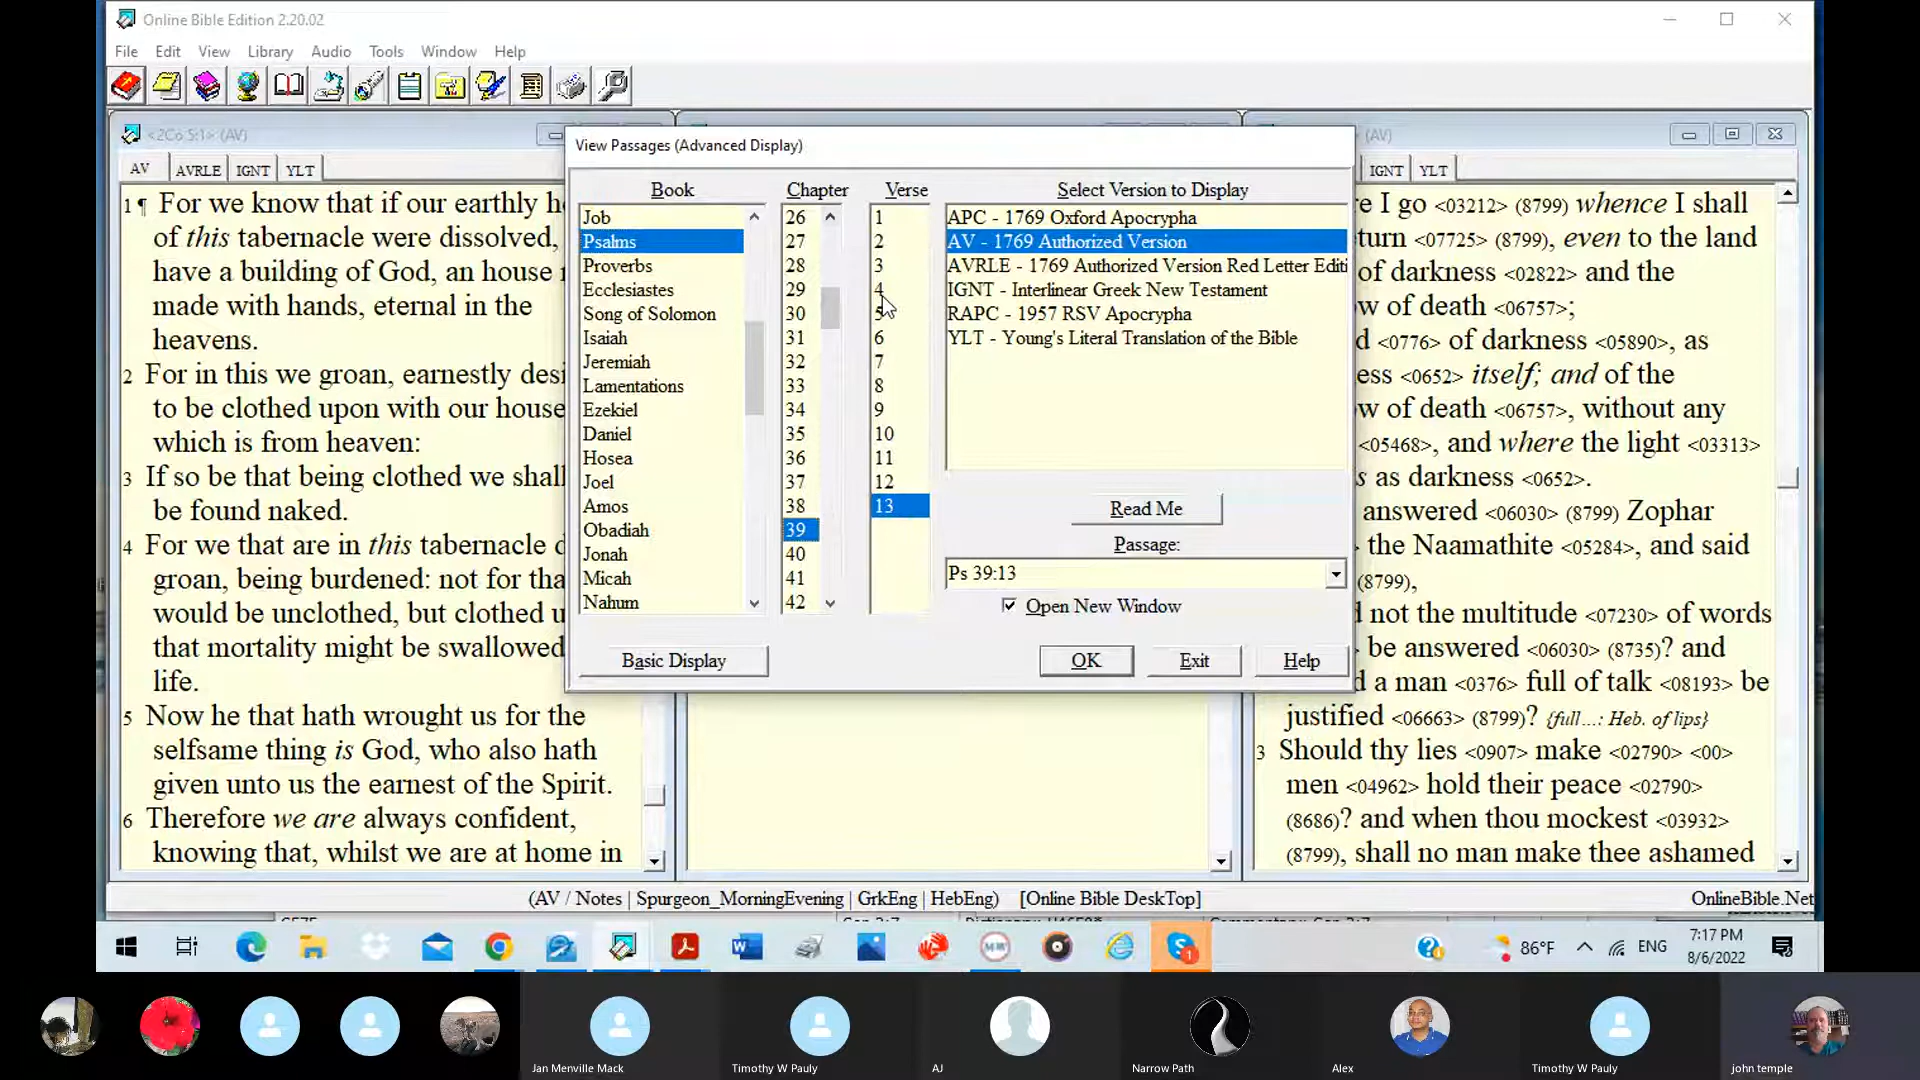 Online Bible Edition 2.20.02
File Edit View Library Audio Tools Window Help
<2Co 5:1> (AV)
AV AVRLE IGNT YLT
1 ¶ For we know that if our earthly h
of this tabernacle were dissolved,
have a building of God, an house
made with hands, eternal in the
heavens.
2 For in this we groan, earnestly desi
to be clothed upon with our house
which is from heaven:
3 If so be that being clothed we shall
be found naked.
4 For we that are in this tabernacle d
groan, being burdened: not for tha
would be unclothed, but clothed u
that mortality might be swallowed
life.
5 Now he that hath wrought us for the
selfsame thing is God, who also hath
given unto us the earnest of the Spirit.
6 Therefore we are always confident,
knowing that, whilst we are at home in
View Passages (Advanced Display)
Book
Job
Psalms
Proverbs
Ecclesiastes
Song of Solomon
Isaiah
Jeremiah
Lamentations
Ezekiel
Daniel
Hosea
Joel
Amos
Obadiah
Jonah
Micah
Nahum
Chapter
26
27
28
29
30
31
32
33
34
35
36
37
38
39
40
41
42
Verse
1
2
3
4
5
6
7
8
9
10
11
12
13
Select Version to Display
APC - 1769 Oxford Apocrypha
AV - 1769 Authorized Version
AVRLE - 1769 Authorized Version Red Letter Editi
IGNT - Interlinear Greek New Testament
RAPC - 1957 RSV Apocrypha
YLT - Young's Literal Translation of the Bible
Read Me
Passage:
Ps 39:13
Open New Window
Basic Display OK Exit Help
(AV)
IGNT YLT
e I go <03212> (8799) whence I shall
turn <07725> (8799), even to the land
of darkness <02822> and the
w of death <06757>;
d <0776> of darkness <05890>, as
ess <0652> itself; and of the
w of death <06757>, without any
<05468>, and where the light <03313>
s as darkness <0652>.
answered <06030> (8799) Zophar
the Naamathite <05284>, and said
(8799),
d not the multitude <07230> of words
be answered <06030> (8735)? and
d a man <0376> full of talk <08193> be
justified <06663> (8799)? {full...: Heb. of lips}
3 Should thy lies <0907> make <02790> <00>
men <04962> hold their peace <02790>
(8686)? and when thou mockest <03932>
(8799), shall no man make thee ashamed
(AV / Notes | Spurgeon_MorningEvening | GrkEng | HebEng) [Online Bible DeskTop]
OnlineBible.Net
86°F ENG 7:17 PM
8/6/2022
Jan Menville Mack
Timothy W Pauly
AJ
Narrow Path
Alex
Timothy W Pauly
john temple